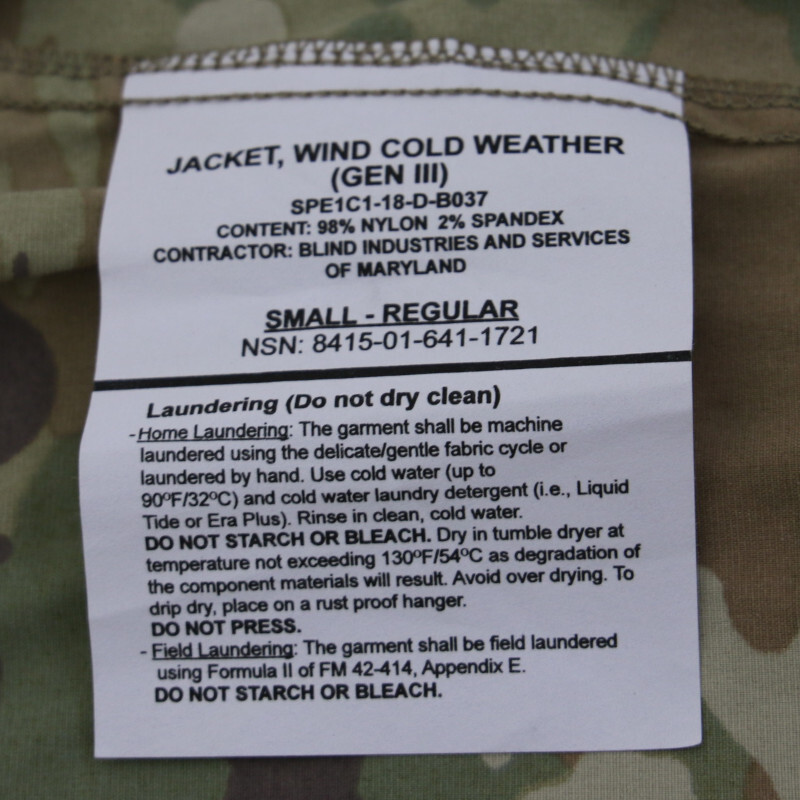 JACKET, WIND COLD WEATHER
(GEN III)
SPE1C1-18-D-B037
CONTENT: 98% NYLON 2% SPANDEX
CONTRACTOR: BLIND INDUSTRIES AND SERVICES
OF MARYLAND
SMALL - REGULAR
NSN: 8415-01-641-1721
Laundering (Do not dry clean)
-Home Laundering: The garment shall be machine
laundered using the delicate/gentle fabric cycle or
laundered by hand. Use cold water (up to
90ºF/32ºC) and cold water laundry detergent (i.e., Liquid
Tide or Era Plus). Rinse in clean, cold water.
DO NOT STARCH OR BLEACH. Dry in tumble dryer at
temperature not exceeding 130ºF/54ºC as degradation of
the component materials will result. Avoid over drying. To
drip dry, place on a rust proof hanger.
DO NOT PRESS.
- Field Laundering: The garment shall be field laundered
using Formula II of FM 42-414, Appendix E.
DO NOT STARCH OR BLEACH.